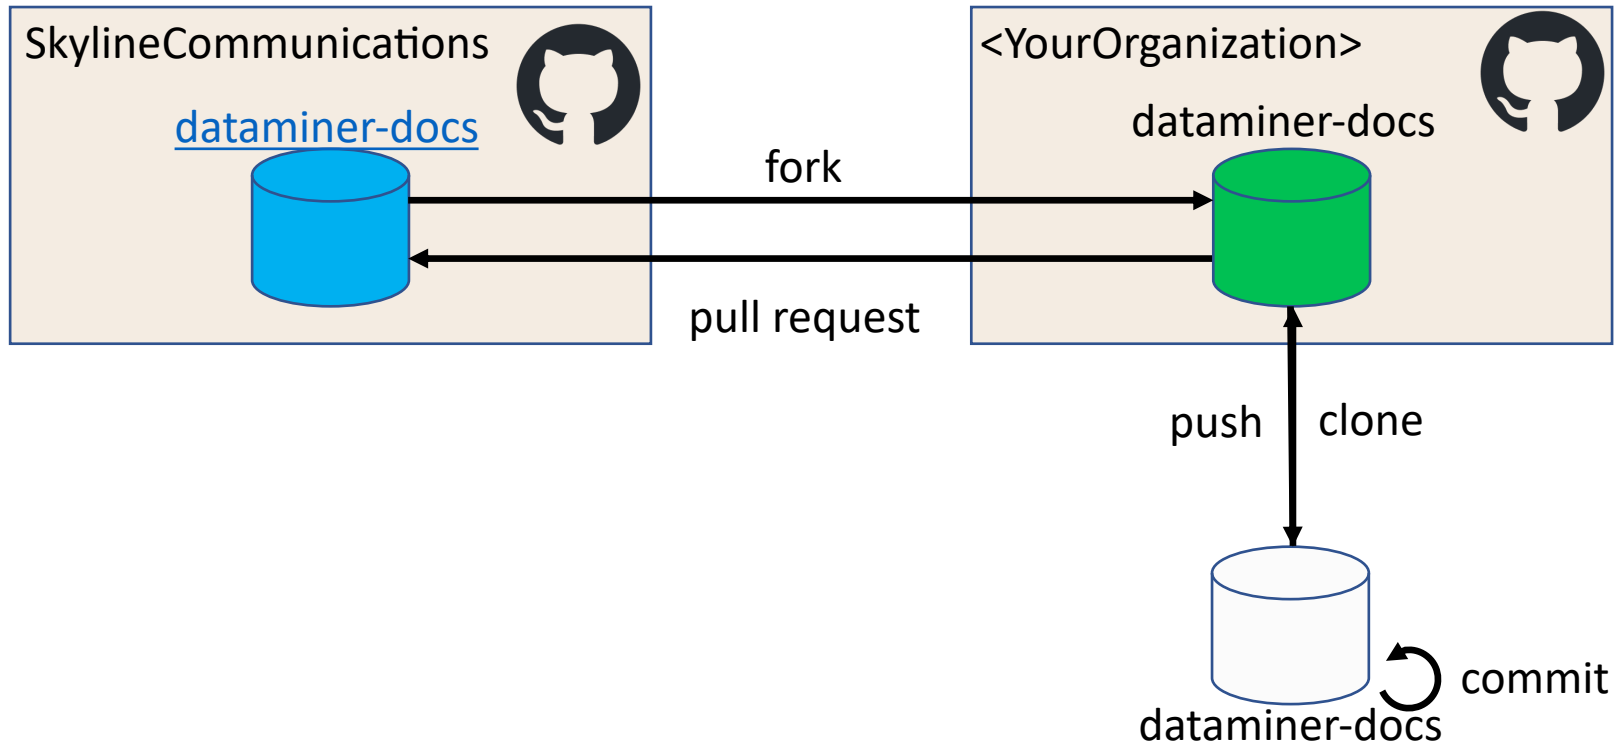 SkylineCommunications
dataminer-docs
<YourOrganization>
dataminer-docs
fork
pull request
push
clone
commit
dataminer-docs